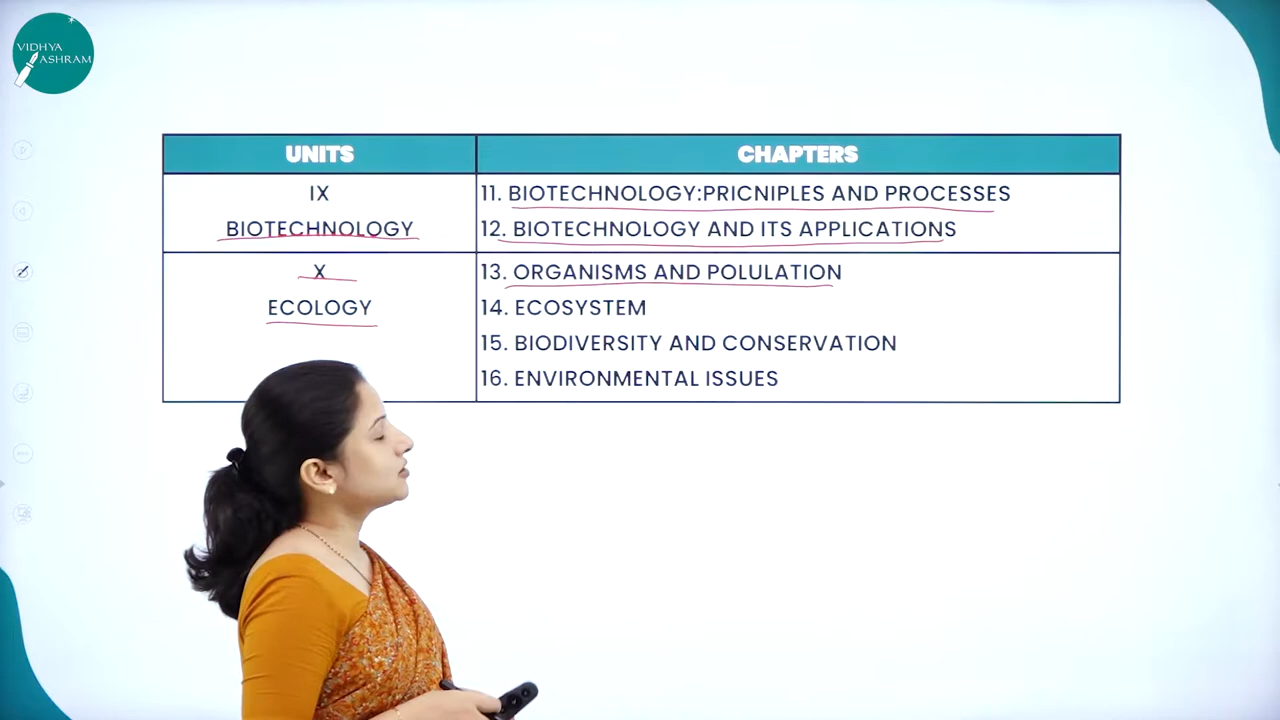 VIDHYA
ASHRAM
UNITS
CHAPTERS
IX
BIOTECHNOLOGY
11. BIOTECHNOLOGY:PRICNIPLES AND PROCESSES
12. BIOTECHNOLOGY AND ITS APPLICATIONS
X
ECOLOGY
13. ORGANISMS AND POLULATION
14. ECOSYSTEM
15. BIODIVERSITY AND CONSERVATION
16. ENVIRONMENTAL ISSUES